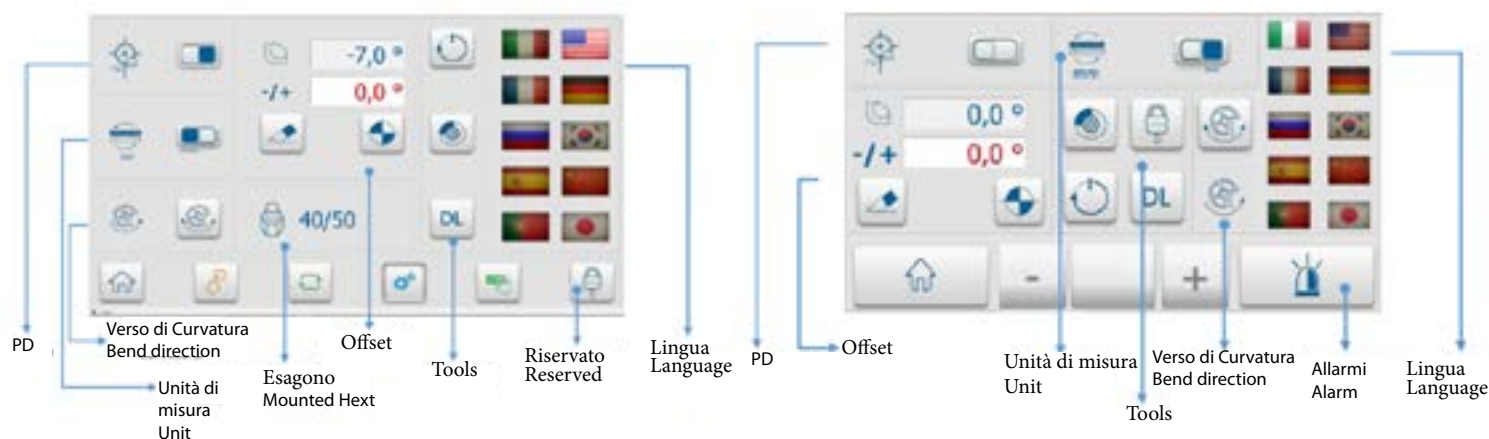 -7,0 °
-/+ 0,0 °
40/50
DL
PD
Verso di Curvatura
Bend direction
Unità di
misura
Unit
Esagono
Mounted Hext
Offset
Tools
Riservato
Reserved
Lingua
Language
0,0 °
-/+ 0,0 °
DL
- +
PD
Offset
Unità di misura
Unit
Tools
Verso di Curvatura
Bend direction
Allarmi
Alarm
Lingua
Language